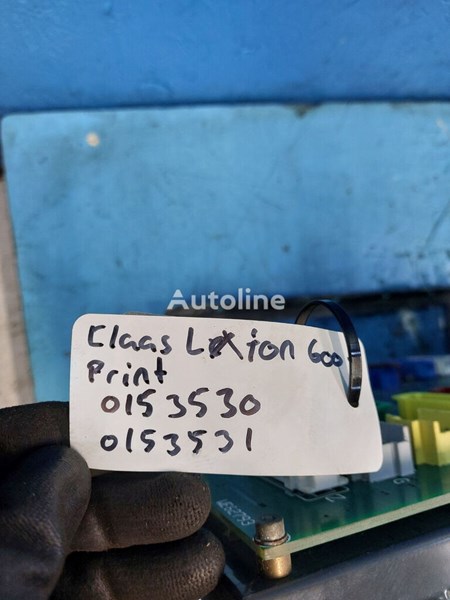 Autoline
Claas Lexion 600
Print
0153530
0153531